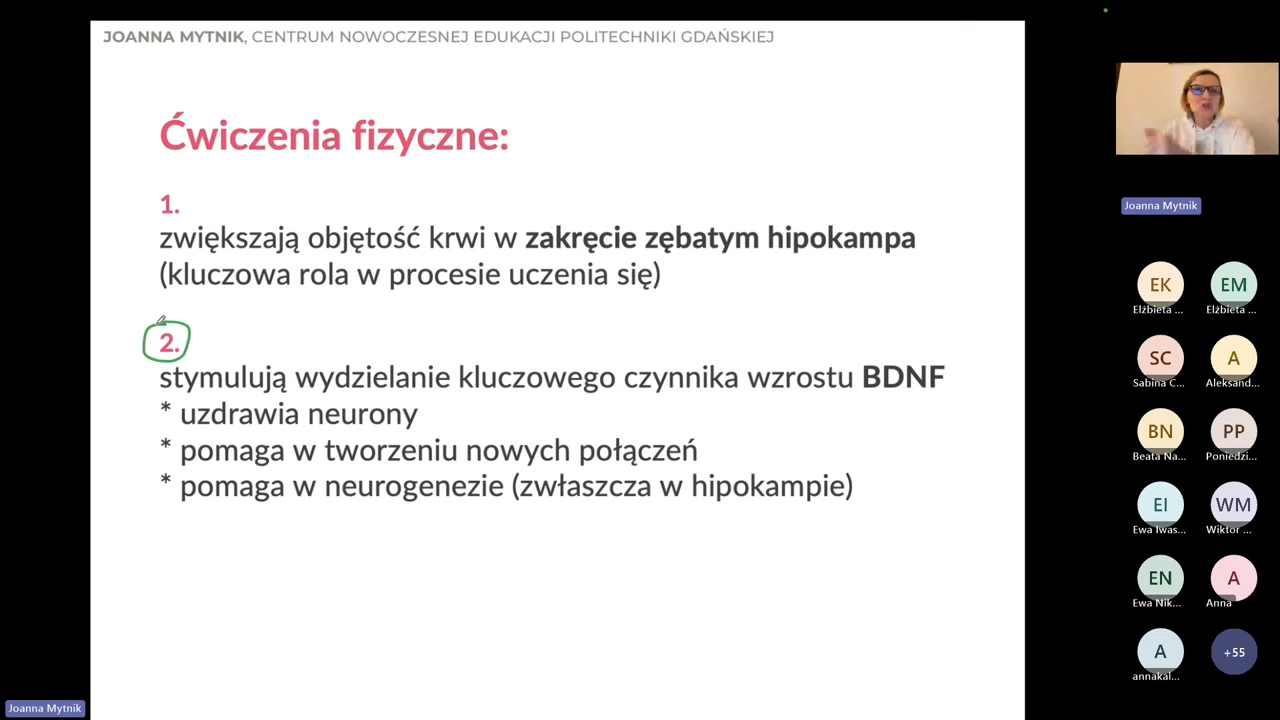 JOANNA MYTNIK, CENTRUM NOWOCZESNEJ EDUKACJI POLITECHNIKI GDAŃSKIEJ
Ćwiczenia fizyczne:
1.
zwiększają objętość krwi w zakręcie zębatym hipokampa
(kluczowa rola w procesie uczenia się)
2.
stymulują wydzielanie kluczowego czynnika wzrostu BDNF
* uzdrawia neurony
* pomaga w tworzeniu nowych połączeń
* pomaga w neurogenezie (zwłaszcza w hipokampie)
Joanna Mytnik
EK EM
Elżbieta ... Elżbieta ...
SC A
Sabina C... Aleksand...
BN PP
Beata Na... Poniedzi...
EI WM
Ewa Iwas... Wiktor ...
EN A
Ewa Nik... Anna
A +55
annakal...
Joanna Mytnik